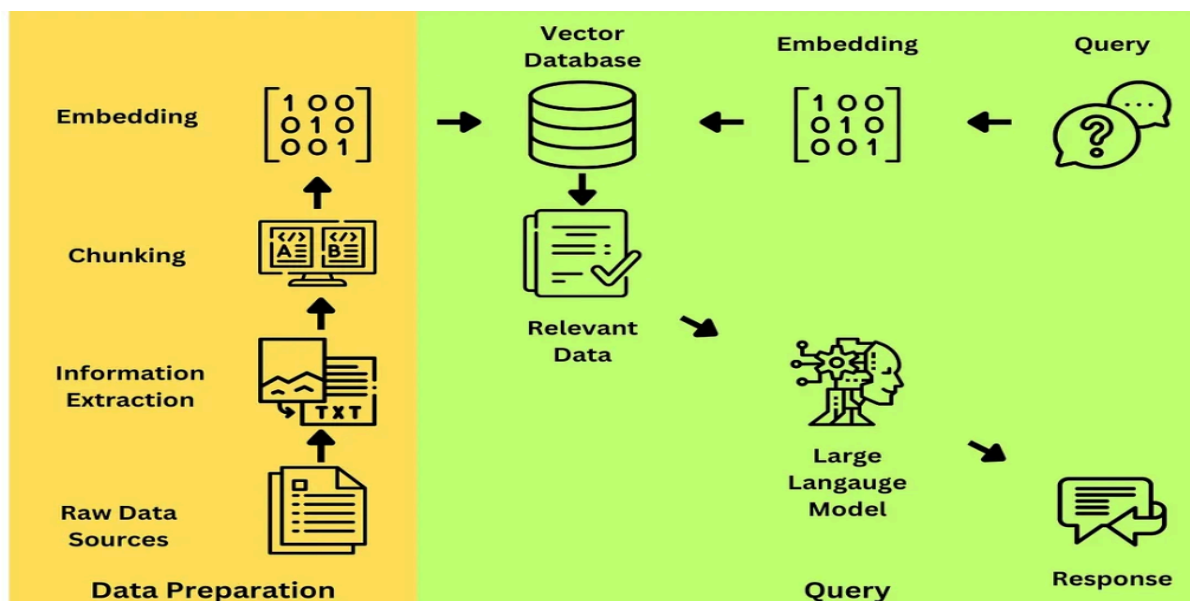 Vector
Database
Embedding
Query
Embedding
1 0 0
0 1 0
0 0 1
1 0 0
0 1 0
0 0 1
...
?
Chunking
</> </>
A B
Relevant
Data
Information
Extraction
TXT
Large
Langauge
Model
Raw Data
Sources
Response
Data Preparation
Query